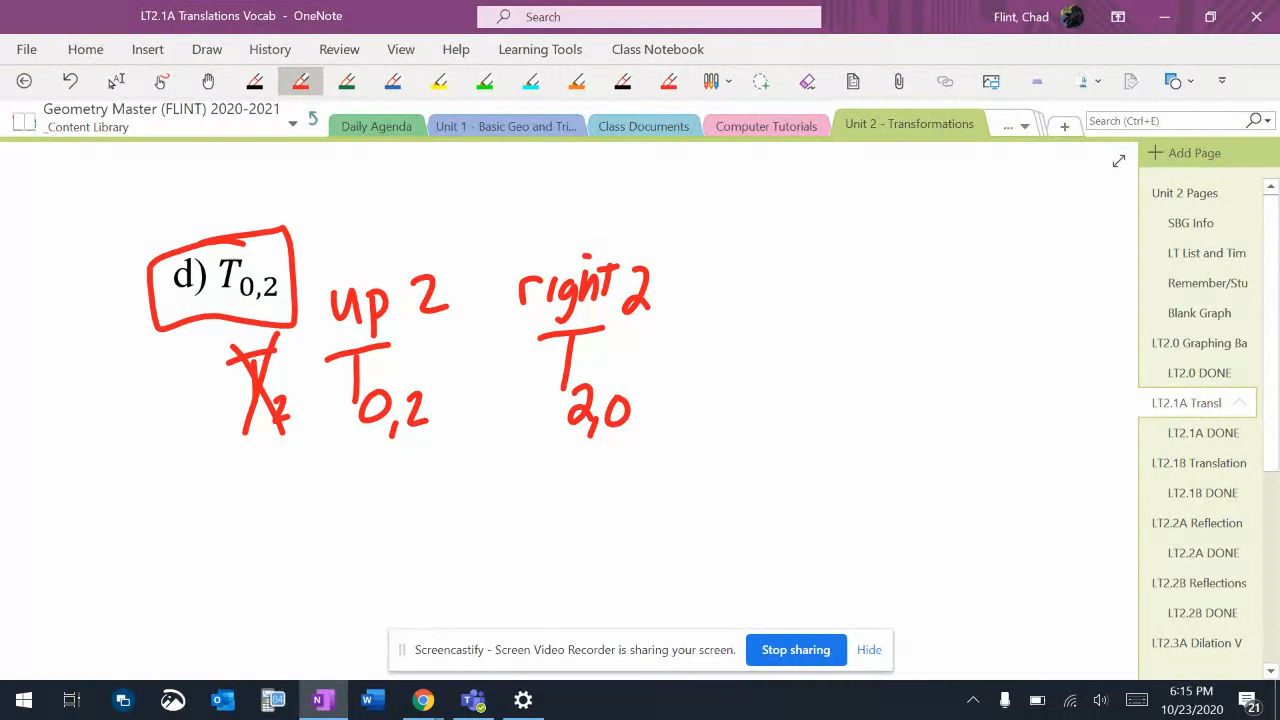 LT2.1A Translations Vocab - OneNote
Search
Flint, Chad
File Home Insert Draw History Review View Help Learning Tools Class Notebook
Geometry Master (FLINT) 2020-2021
_Content Library
Daily Agenda
Unit 1 - Basic Geo and Tri...
Class Documents
Computer Tutorials
Unit 2 - Transformations
...
Search (Ctrl+E)
Add Page
Unit 2 Pages
SBG Info
LT List and Tim
Remember/Stu
Blank Graph
LT2.0 Graphing Ba
LT2.0 DONE
LT2.1A Transl
LT2.1A DONE
LT2.1B Translation
LT2.1B DONE
LT2.2A Reflection
LT2.2A DONE
LT2.2B Reflections
LT2.2B DONE
LT2.3A Dilation V
d) T0,2
up 2
right 2
T2
T0,2
T2,0
Screencastify - Screen Video Recorder is sharing your screen.
Stop sharing
Hide
6:15 PM
10/23/2020
21